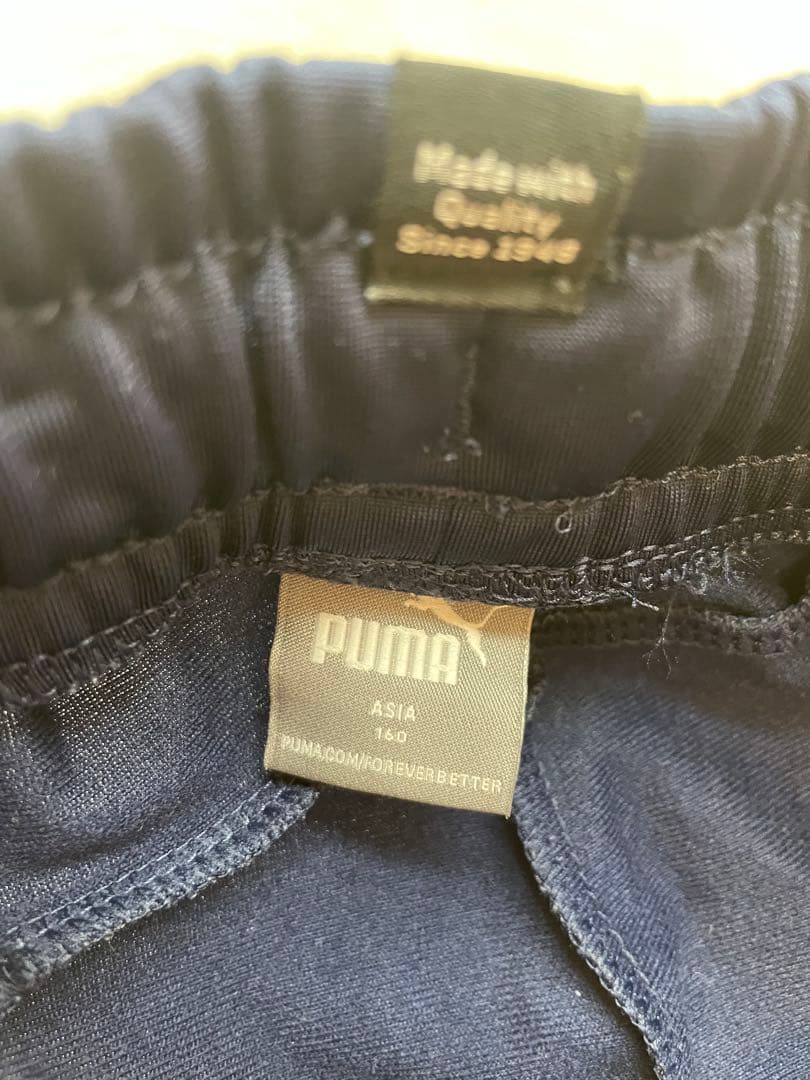 Made with
Quality
Since 1948
PUMA
ASIA
160
PUMA.COM/FOREVERBETTER